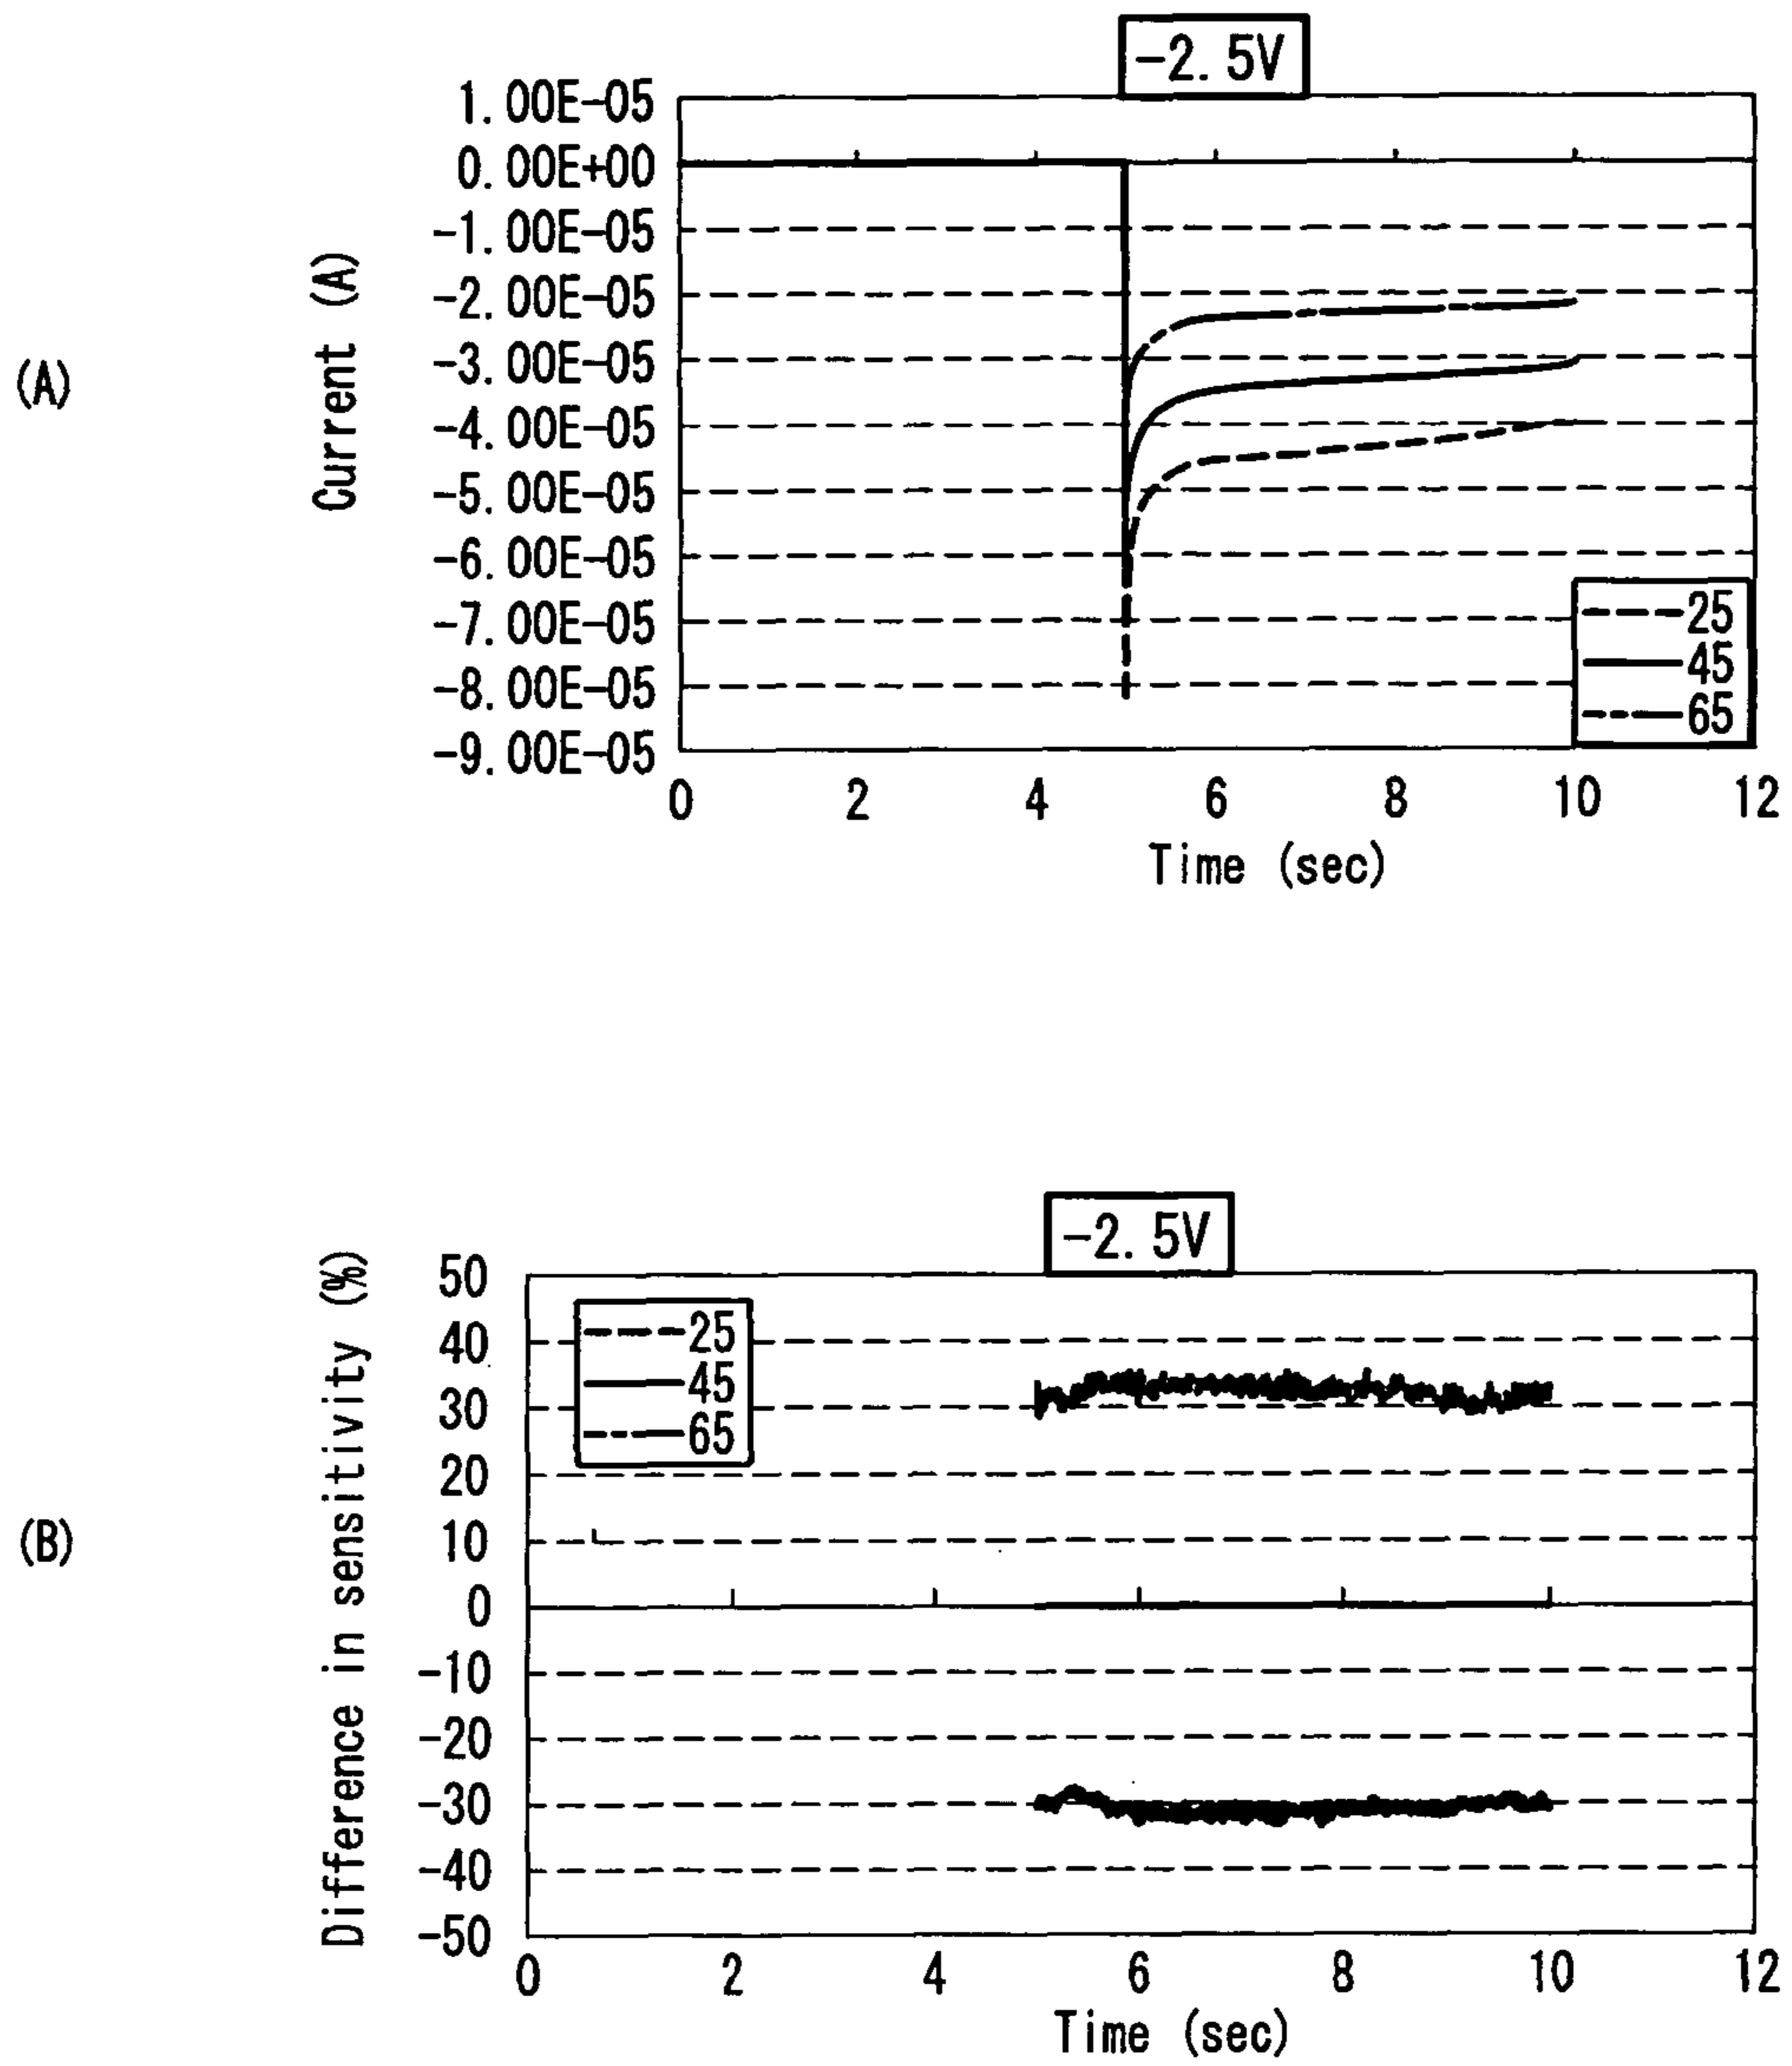 (A)
-2.5V
Current (A)
1.00E-05
0.00E+00
-1.00E-05
-2.00E-05
-3.00E-05
-4.00E-05
-5.00E-05
-6.00E-05
-7.00E-05
-8.00E-05
-9.00E-05
25
45
65
0 2 4 6 8 10 12
Time (sec)
(B)
-2.5V
Difference in sensitivity (%)
50
40
30
20
10
0
-10
-20
-30
-40
-50
25
45
65
0 2 4 6 8 10 12
Time (sec)